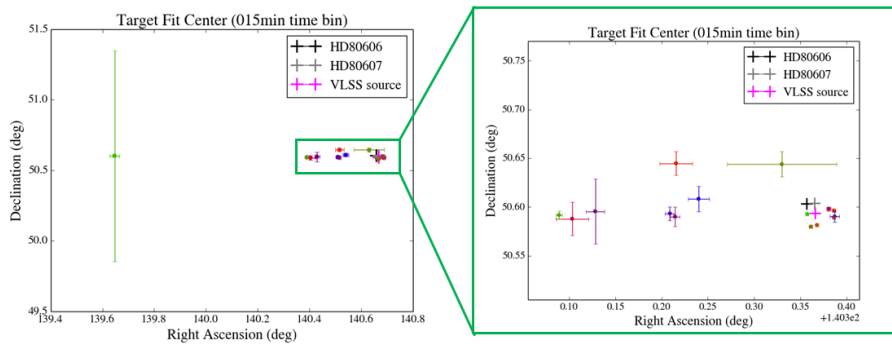 Target Fit Center (015min time bin)
51.5
51.0
50.5
50.0
49.5
Declination (deg)
HD80606
HD80607
VLSS source
139.4 139.6 139.8 140.0 140.2 140.4 140.6 140.8
Right Ascension (deg)
Target Fit Center (015min time bin)
50.75
50.70
50.65
50.60
50.55
Declination (deg)
HD80606
HD80607
VLSS source
0.10 0.15 0.20 0.25 0.30 0.35 0.40
+1.403e2
Right Ascension (deg)